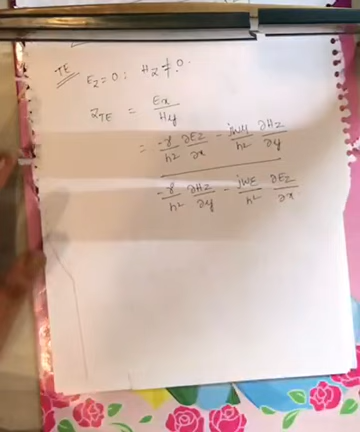 TE
Ez = 0 ; Hz ≠ 0.
ZTE = Ex / Hy
= -γ/h² ∂Ez/∂x - jωμ/h² ∂Hz/∂y
-γ/h² ∂Hz/∂y - jωε/h² ∂Ez/∂x